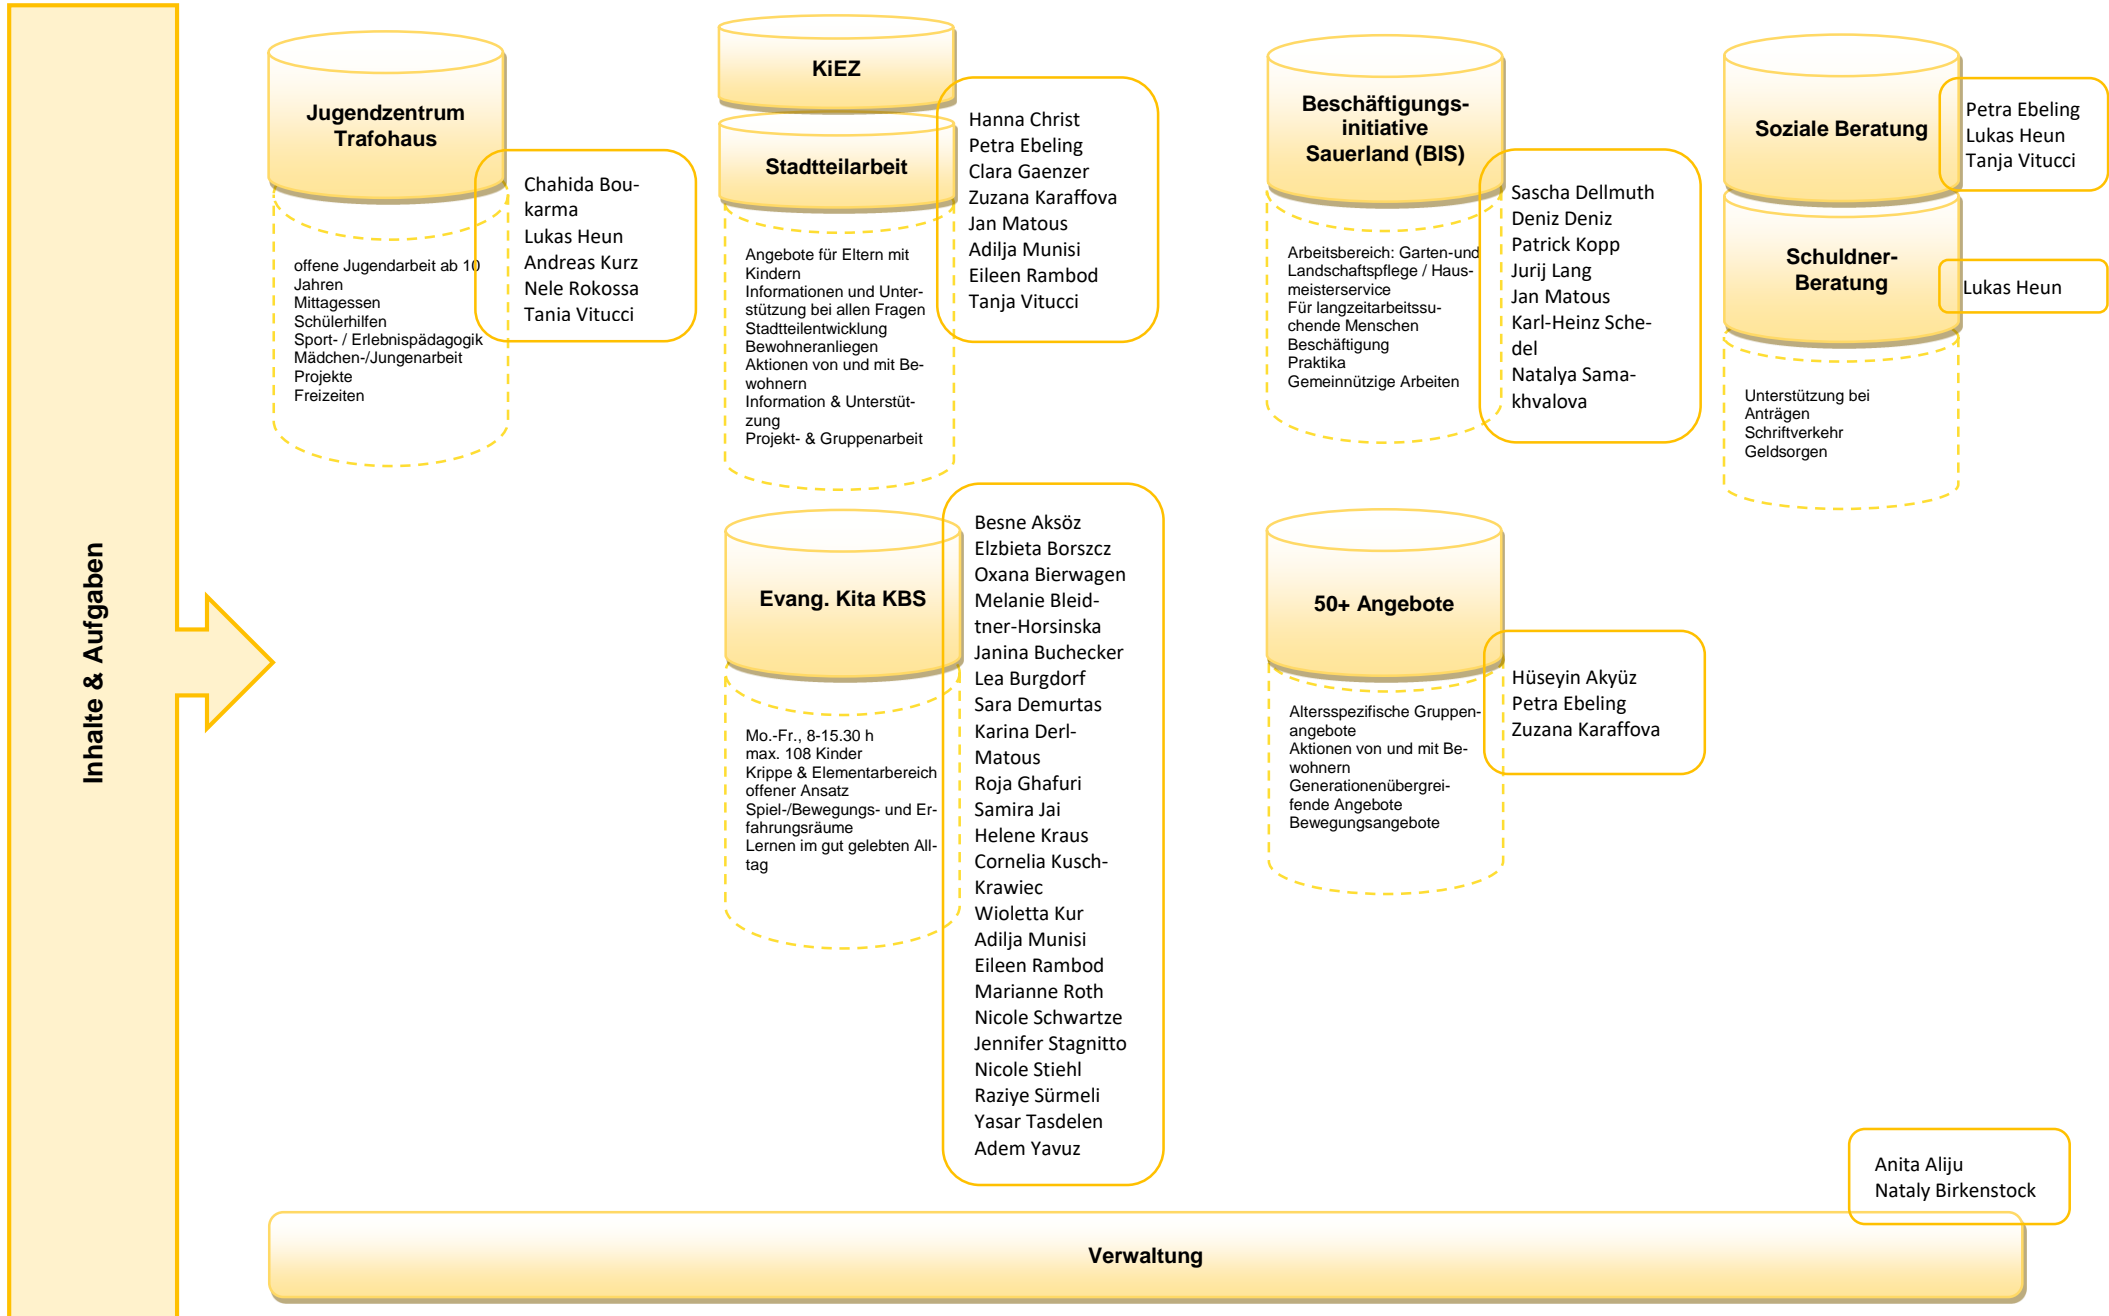 Inhalte & Aufgaben
Jugendzentrum
Trafohaus
Chahida Bou-
karma
Lukas Heun
Andreas Kurz
Nele Rokossa
Tania Vitucci
offene Jugendarbeit ab 10
Jahren
Mittagessen
Schülerhilfen
Sport- / Erlebnispädagogik
Mädchen-/Jungenarbeit
Projekte
Freizeiten
KiEZ
Stadtteilarbeit
Hanna Christ
Petra Ebeling
Clara Gaenzer
Zuzana Karaffova
Jan Matous
Adilja Munisi
Eileen Rambod
Tanja Vitucci
Angebote für Eltern mit
Kindern
Informationen und Unter-
stützung bei allen Fragen
Stadtteilentwicklung
Bewohneranliegen
Aktionen von und mit Be-
wohnern
Information & Unterstüt-
zung
Projekt- & Gruppenarbeit
Beschäftigungs-
initiative
Sauerland (BIS)
Sascha Dellmuth
Deniz Deniz
Patrick Kopp
Jurij Lang
Jan Matous
Karl-Heinz Sche-
del
Natalya Sama-
khvalova
Arbeitsbereich: Garten-und
Landschaftspflege / Haus-
meisterservice
Für langzeitarbeitssu-
chende Menschen
Beschäftigung
Praktika
Gemeinnützige Arbeiten
Soziale Beratung
Petra Ebeling
Lukas Heun
Tanja Vitucci
Schuldner-
Beratung
Lukas Heun
Unterstützung bei
Anträgen
Schriftverkehr
Geldsorgen
Evang. Kita KBS
Besne Aksöz
Elzbieta Borszcz
Oxana Bierwagen
Melanie Bleid-
tner-Horsinska
Janina Buchecker
Lea Burgdorf
Sara Demurtas
Karina Derl-
Matous
Roja Ghafuri
Samira Jai
Helene Kraus
Cornelia Kusch-
Krawiec
Wioletta Kur
Adilja Munisi
Eileen Rambod
Marianne Roth
Nicole Schwartze
Jennifer Stagnitto
Nicole Stiehl
Raziye Sürmeli
Yasar Tasdelen
Adem Yavuz
Mo.-Fr., 8-15.30 h
max. 108 Kinder
Krippe & Elementarbereich
offener Ansatz
Spiel-/Bewegungs- und Er-
fahrungsräume
Lernen im gut gelebten All-
tag
50+ Angebote
Hüseyin Akyüz
Petra Ebeling
Zuzana Karaffova
Altersspezifische Gruppen-
angebote
Aktionen von und mit Be-
wohnern
Generationenübergrei-
fende Angebote
Bewegungsangebote
Anita Aliju
Nataly Birkenstock
Verwaltung